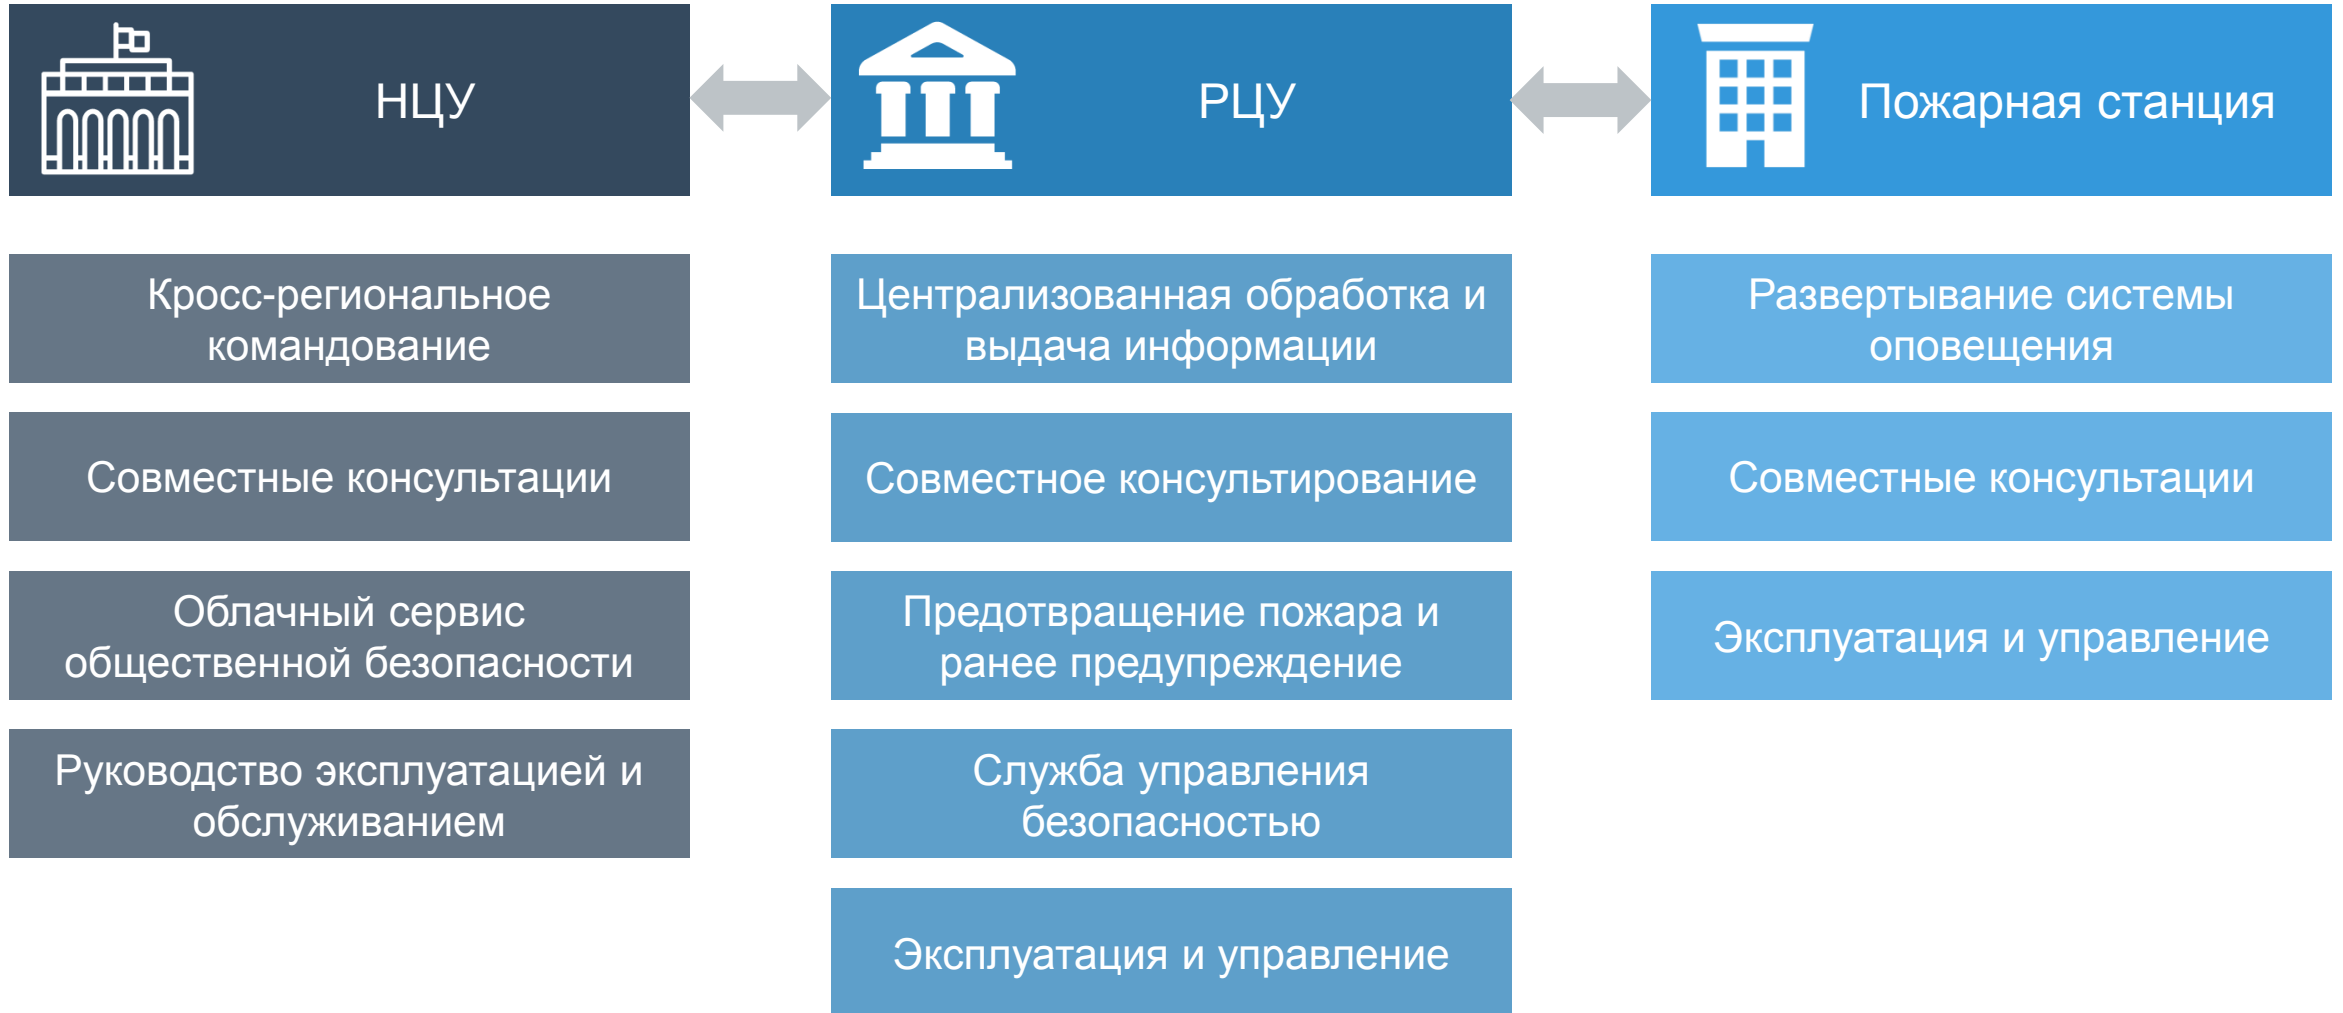 НЦУ
РЦУ
Пожарная станция
Кросс-региональное
командование
Совместные консультации
Облачный сервис
общественной безопасности
Руководство эксплуатацией и
обслуживанием
Централизованная обработка и
выдача информации
Совместное консультирование
Предотвращение пожара и
ранее предупреждение
Служба управления
безопасностью
Эксплуатация и управление
Развертывание системы
оповещения
Совместные консультации
Эксплуатация и управление